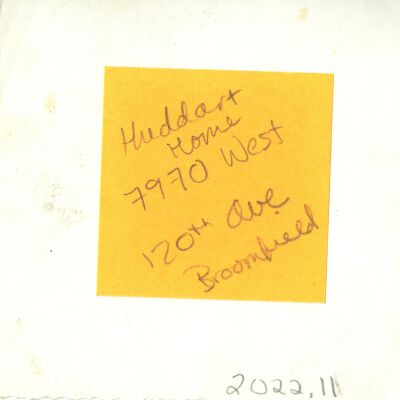 Huddart
Home
7970 West
120th Ave.
Broomfield
2022.11